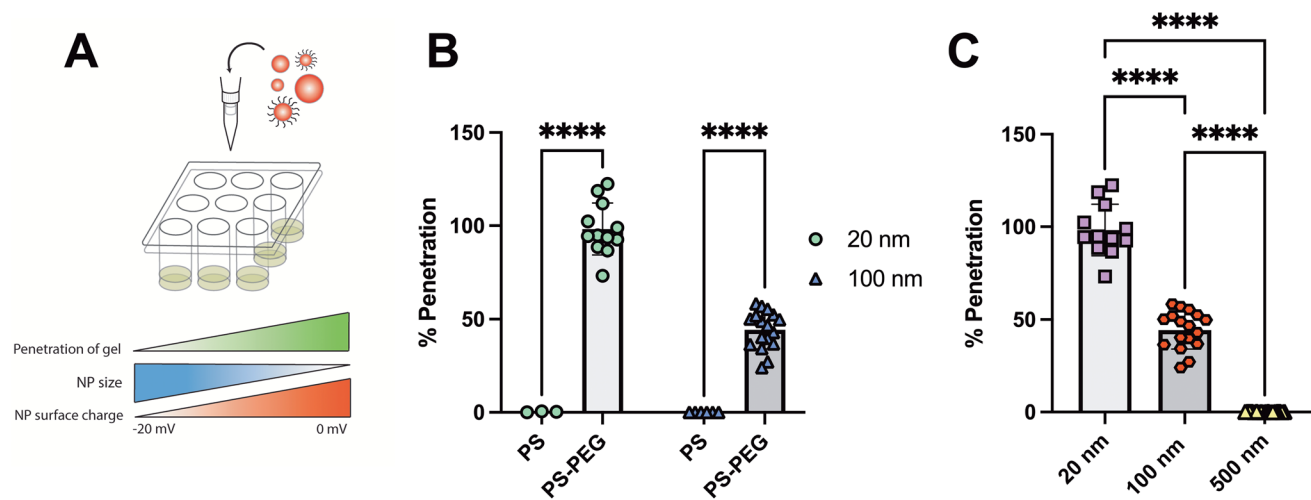 A
Penetration of gel
NP size
NP surface charge
-20 mV
0 mV
B
****
****
150
100
50
0
% Penetration
PS
PS-PEG
PS
PS-PEG
20 nm
100 nm
C
****
****
****
150
100
50
0
% Penetration
20 nm
100 nm
500 nm